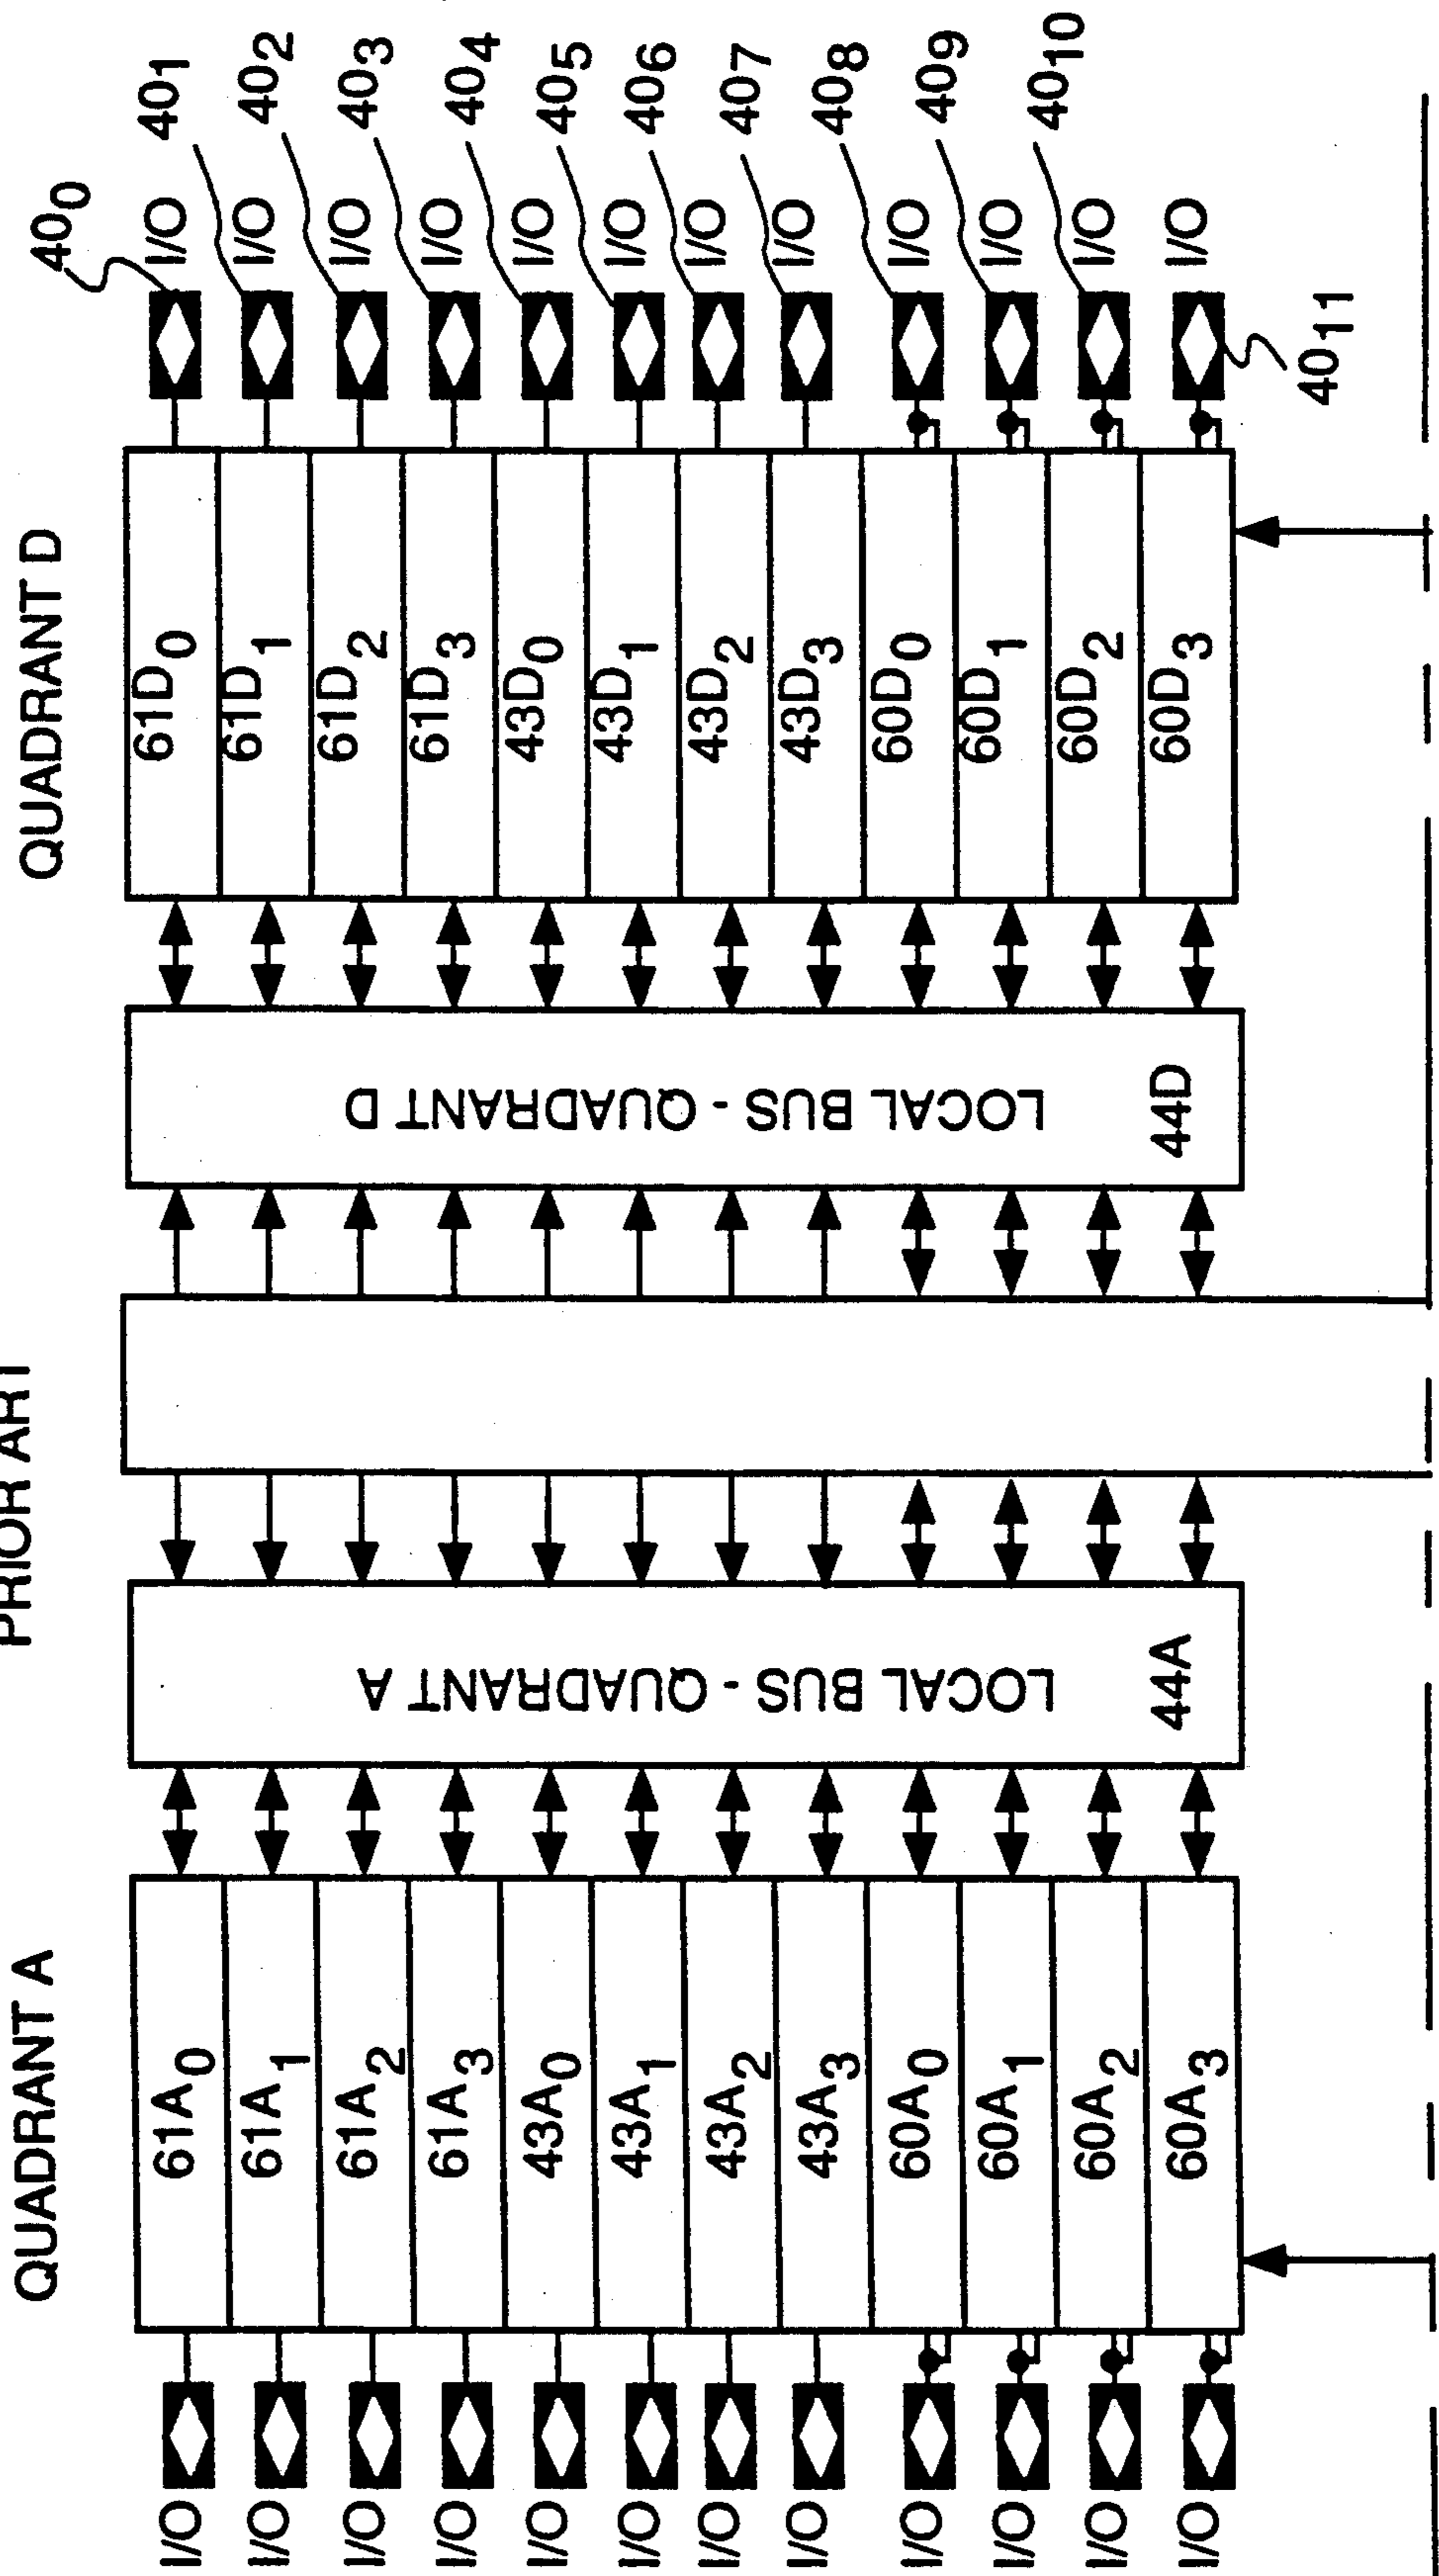 PRIOR ART
QUADRANT A
QUADRANT D
I/O
I/O
I/O
I/O
I/O
I/O
I/O
I/O
I/O
I/O
I/O
I/O
61A0
61A1
61A2
61A3
43A0
43A1
43A2
43A3
60A0
60A1
60A2
60A3
LOCAL BUS - QUADRANT A
44A
LOCAL BUS - QUADRANT D
44D
61D0
61D1
61D2
61D3
43D0
43D1
43D2
43D3
60D0
60D1
60D2
60D3
I/O
I/O
I/O
I/O
I/O
I/O
I/O
I/O
I/O
I/O
I/O
I/O
400
401
402
403
404
405
406
407
408
409
4010
4011